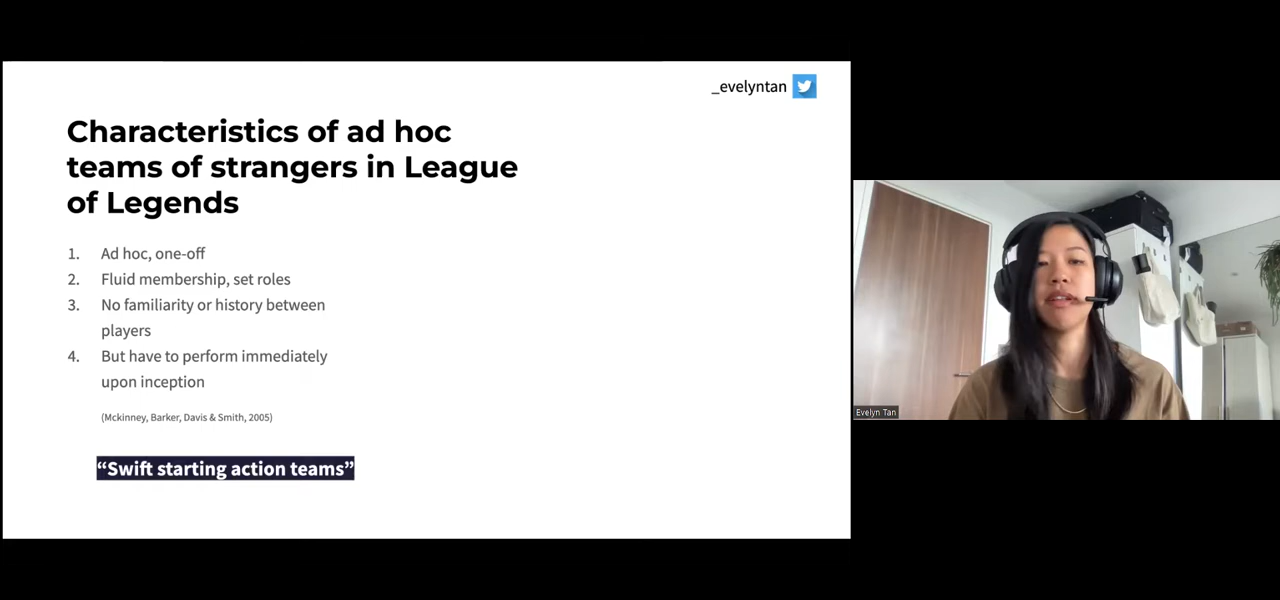 _evelyntan
Characteristics of ad hoc
teams of strangers in League
of Legends
1. Ad hoc, one-off
2. Fluid membership, set roles
3. No familiarity or history between
players
4. But have to perform immediately
upon inception
(Mckinney, Barker, Davis & Smith, 2005)
“Swift starting action teams”
Evelyn Tan